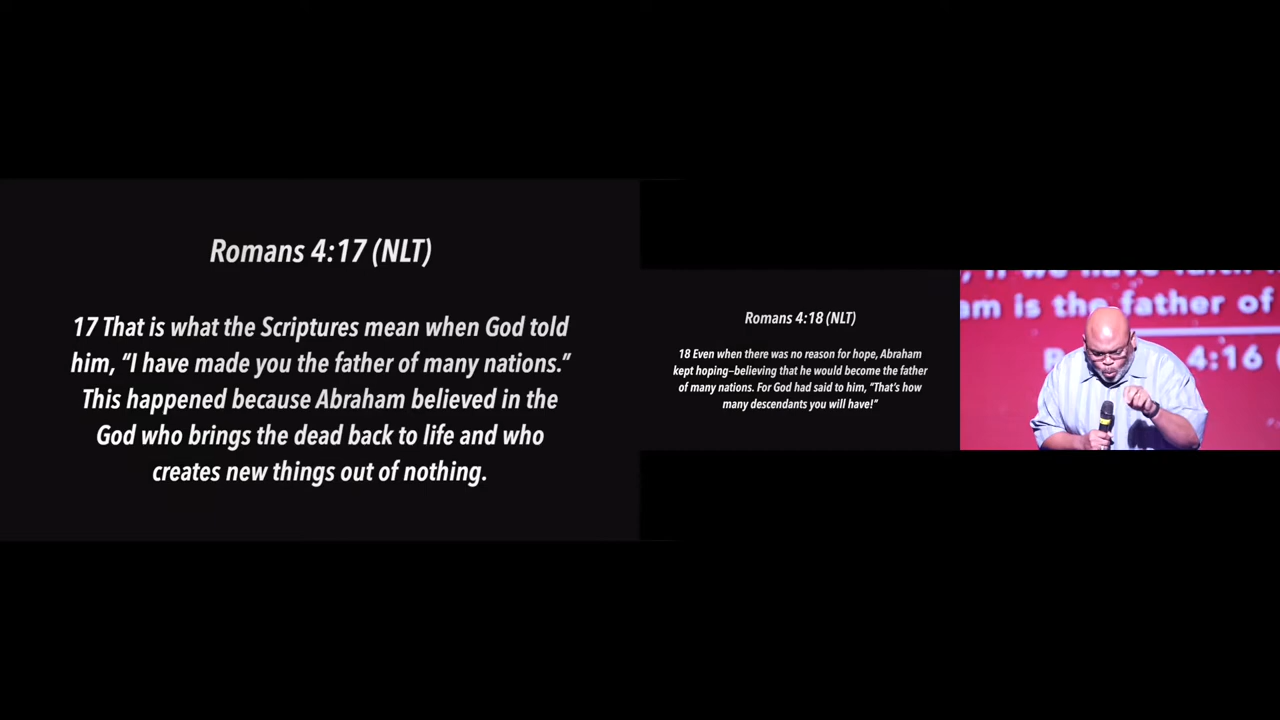 Romans 4:17 (NLT)
17 That is what the Scriptures mean when God told
him, “I have made you the father of many nations.”
This happened because Abraham believed in the
God who brings the dead back to life and who
creates new things out of nothing.
Romans 4:18 (NLT)
18 Even when there was no reason for hope, Abraham
kept hoping–believing that he would become the father
of many nations. For God had said to him, “That’s how
many descendants you will have!”
if we have faith
is the father of
4:16